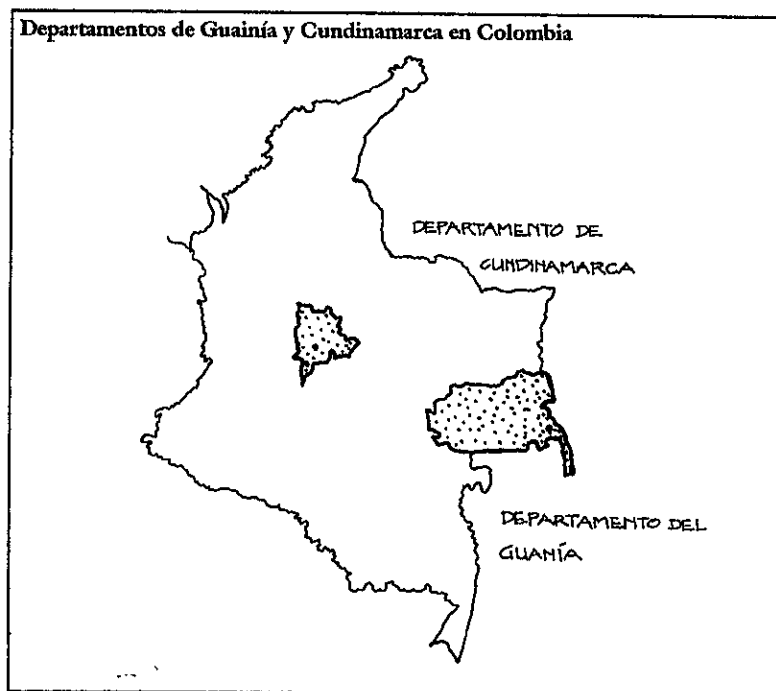 Departamentos de Guainía y Cundinamarca en Colombia
DEPARTAMENTO DE
CUNDINAMARCA
DEPARTAMENTO DEL
GUANÍA